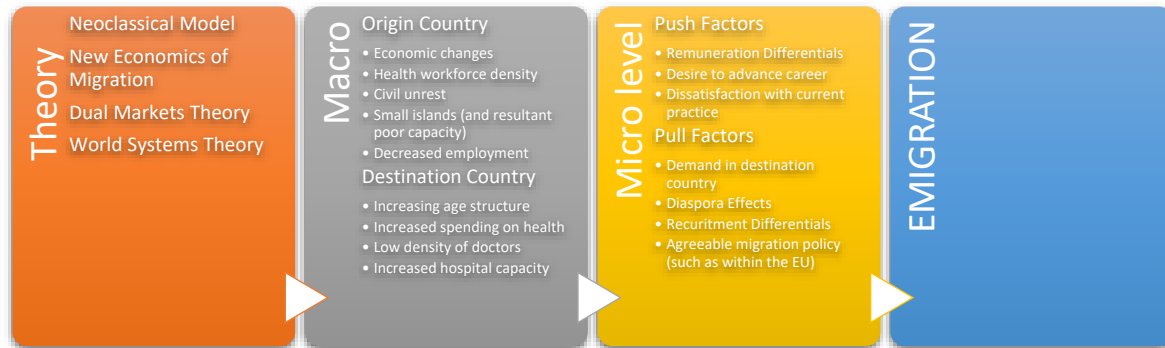 Theory
Neoclassical Model
New Economics of
Migration
Dual Markets Theory
World Systems Theory
Macro
Origin Country
• Economic changes
• Health workforce density
• Civil unrest
• Small islands (and resultant
poor capacity)
• Decreased employment
Destination Country
• Increasing age structure
• Increased spending on health
• Low density of doctors
• Increased hospital capacity
Micro level
Push Factors
• Remuneration Differentials
• Desire to advance career
• Dissatisfaction with current
practice
Pull Factors
• Demand in destination
country
• Diaspora Effects
• Recuritment Differentials
• Agreeable migration policy
(such as within the EU)
EMIGRATION